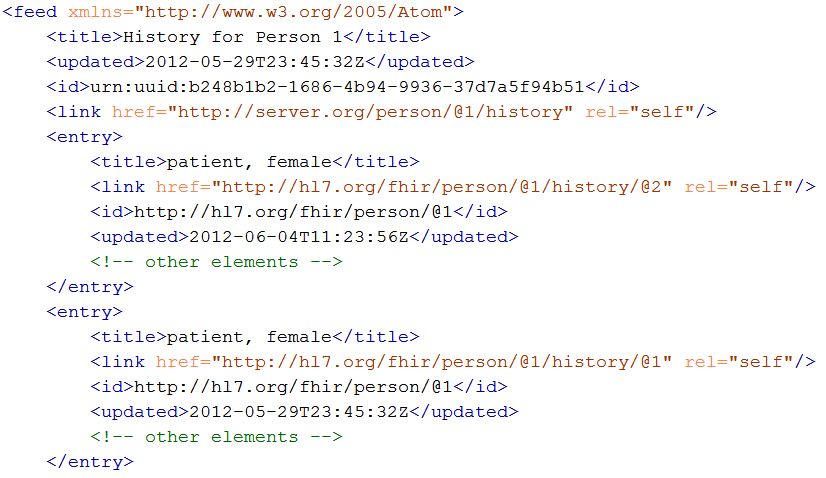 <feed xmlns="http://www.w3.org/2005/Atom">
<title>History for Person 1</title>
<updated>2012-05-29T23:45:32Z</updated>
<id>urn:uuid:b248b1b2-1686-4b94-9936-37d7a5f94b51</id>
<link href="http://server.org/person/@1/history" rel="self"/>
<entry>
<title>patient, female</title>
<link href="http://hl7.org/fhir/person/@1/history/@2" rel="self"/>
<id>http://hl7.org/fhir/person/@1</id>
<updated>2012-06-04T11:23:56Z</updated>
<!-- other elements -->
</entry>
<entry>
<title>patient, female</title>
<link href="http://hl7.org/fhir/person/@1/history/@1" rel="self"/>
<id>http://hl7.org/fhir/person/@1</id>
<updated>2012-05-29T23:45:32Z</updated>
<!-- other elements -->
</entry>